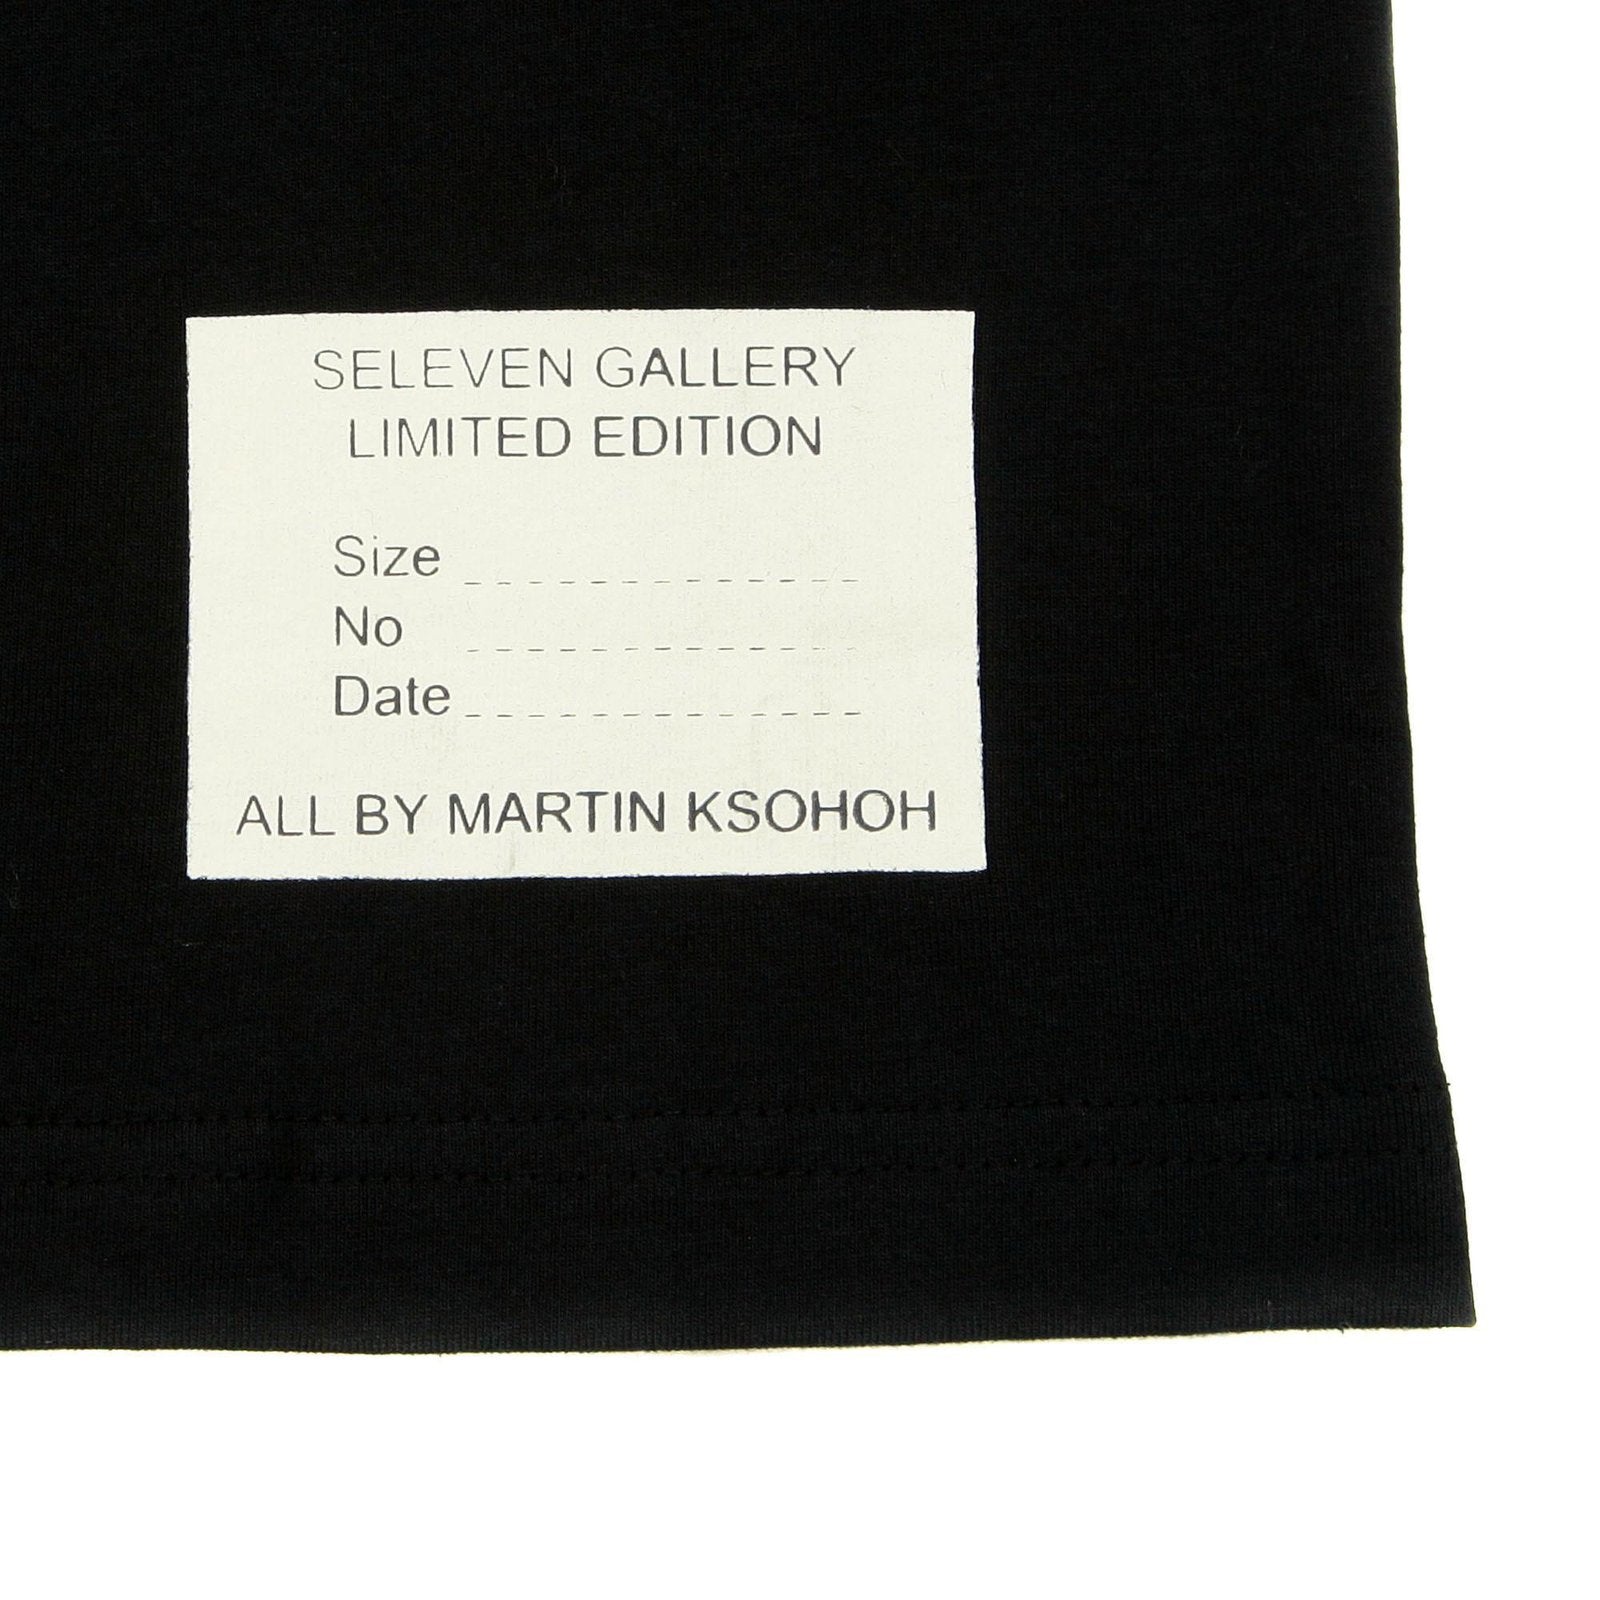 SELEVEN GALLERY
LIMITED EDITION
Size _ _ _ _ _ _ _ _ _ _ _ _ _
No _ _ _ _ _ _ _ _ _ _ _ _ _
Date _ _ _ _ _ _ _ _ _ _ _ _ _
ALL BY MARTIN KSOHOH